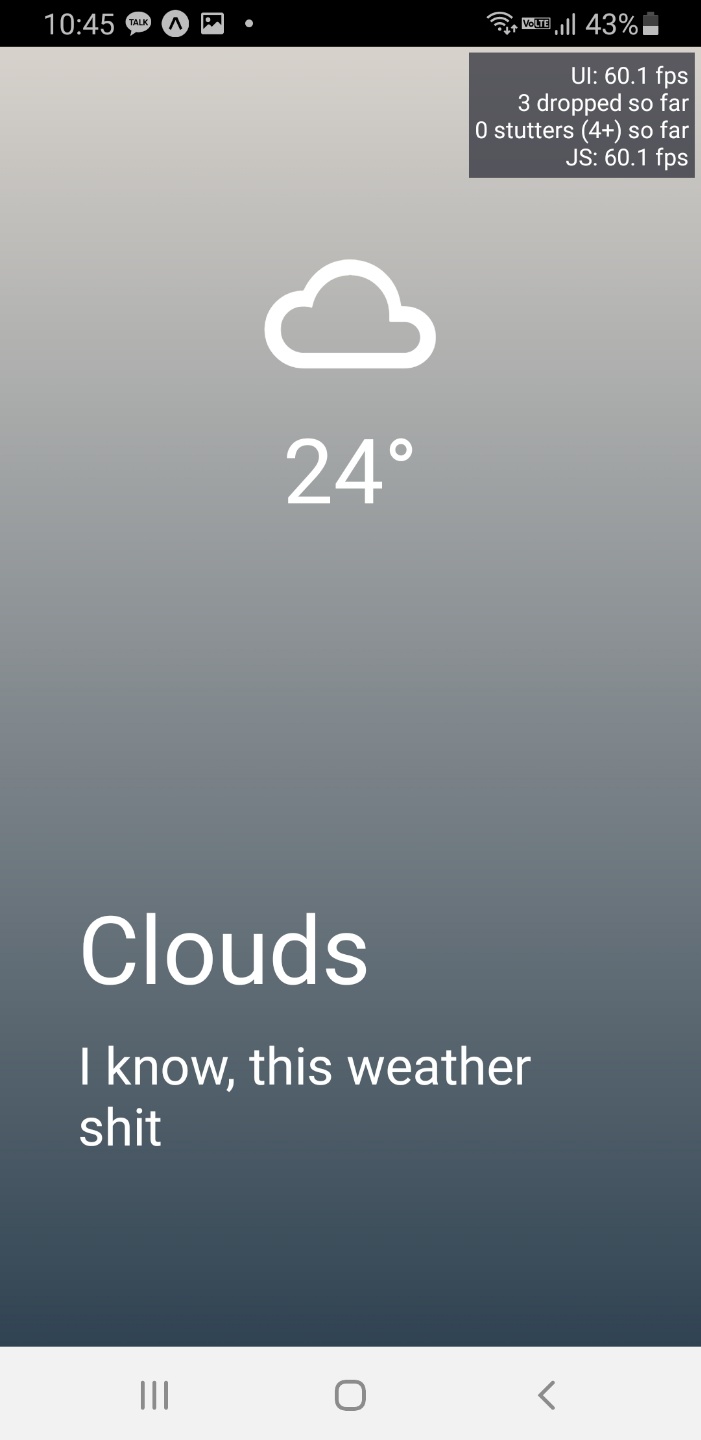 10:45 TALK VoLTE 43%
UI: 60.1 fps
3 dropped so far
0 stutters (4+) so far
JS: 60.1 fps
24°
Clouds
I know, this weather
shit